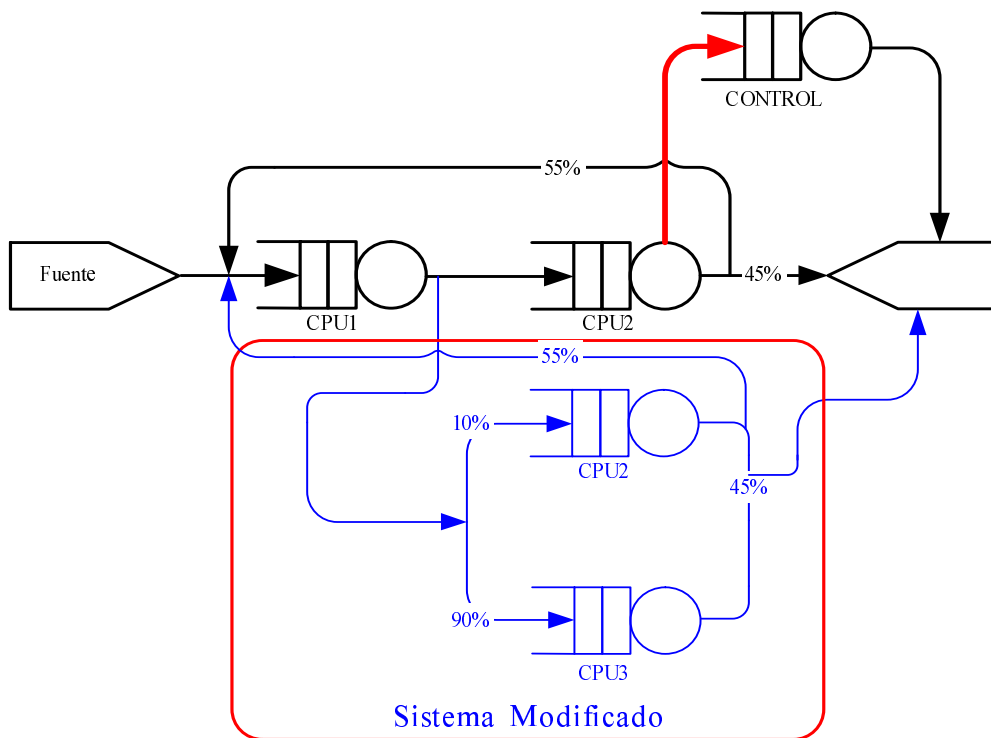 CONTROL
55%
Fuente
CPU1
CPU2
45%
55%
10%
CPU2
45%
90%
CPU3
Sistema Modificado